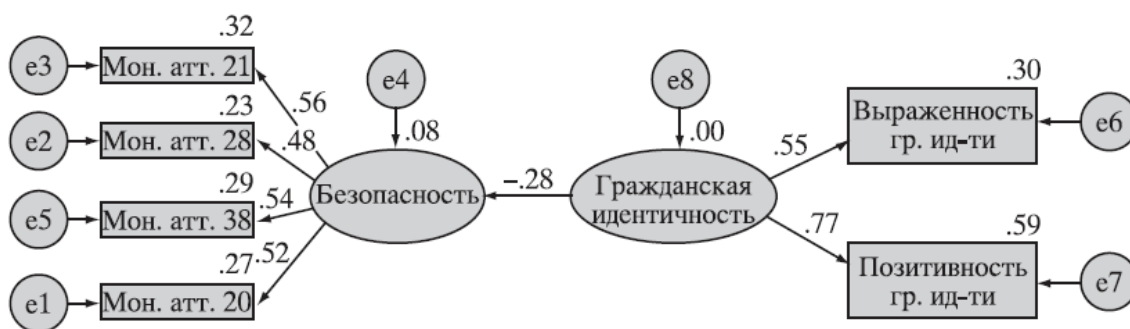 .32
e3
Мон. атт. 21
.56
e4
.08
e8
.00
.30
Выраженность
гр. ид-ти
e6
.55
.23
e2
Мон. атт. 28
.48
Безопасность
–.28
Гражданская
идентичность
.29
e5
Мон. атт. 38
.54
.77
.59
Позитивность
гр. ид-ти
e7
.27
.52
e1
Мон. атт. 20